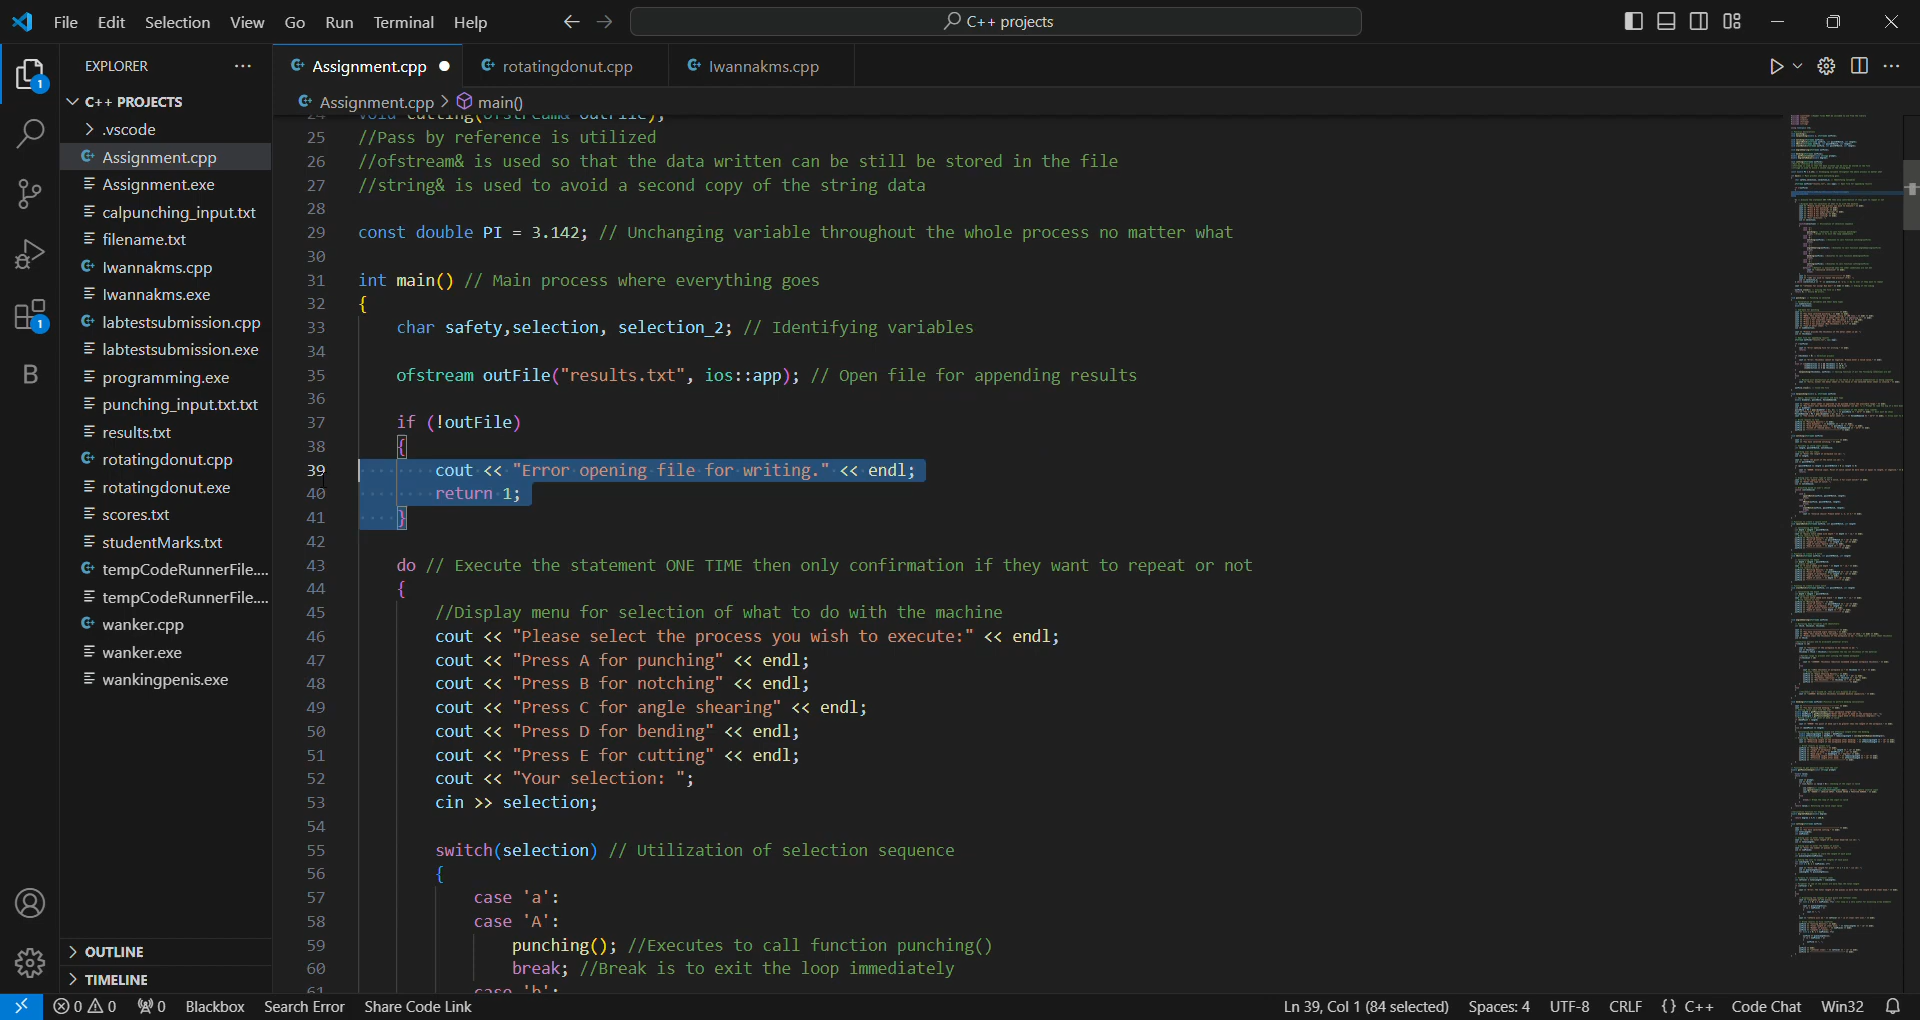 File Edit Selection View Go Run Terminal Help
C++ projects
EXPLORER
C++ PROJECTS
.vscode
Assignment.cpp
Assignment.exe
calpunching_input.txt
filename.txt
Iwannakms.cpp
Iwannakms.exe
labtestsubmission.cpp
labtestsubmission.exe
programming.exe
punching_input.txt.txt
results.txt
rotatingdonut.cpp
rotatingdonut.exe
scores.txt
studentMarks.txt
tempCodeRunnerFile....
tempCodeRunnerFile....
wanker.cpp
wanker.exe
wankingpenis.exe
OUTLINE
TIMELINE
1
1
B
Assignment.cpp rotatingdonut.cpp Iwannakms.cpp
Assignment.cpp > main()
24 void cutting(ofstream& outFile);
25 //Pass by reference is utilized
26 //ofstream& is used so that the data written can be still be stored in the file
27 //string& is used to avoid a second copy of the string data
28
29 const double PI = 3.142; // Unchanging variable throughout the whole process no matter what
30
31 int main() // Main process where everything goes
32 {
33 char safety,selection, selection_2; // Identifying variables
34
35 ofstream outFile("results.txt", ios::app); // Open file for appending results
36
37 if (!outFile)
38 {
39 cout << "Error opening file for writing." << endl;
40 return 1;
41 }
42
43 do // Execute the statement ONE TIME then only confirmation if they want to repeat or not
44 {
45 //Display menu for selection of what to do with the machine
46 cout << "Please select the process you wish to execute:" << endl;
47 cout << "Press A for punching" << endl;
48 cout << "Press B for notching" << endl;
49 cout << "Press C for angle shearing" << endl;
50 cout << "Press D for bending" << endl;
51 cout << "Press E for cutting" << endl;
52 cout << "Your selection: ";
53 cin >> selection;
54
55 switch(selection) // Utilization of selection sequence
56 {
57 case 'a':
58 case 'A':
59 punching(); //Executes to call function punching()
60 break; //Break is to exit the loop immediately
61 case 'b':
0 0 0 Blackbox Search Error Share Code Link
Ln 39, Col 1 (84 selected) Spaces: 4 UTF-8 CRLF {} C++ Code Chat Win32